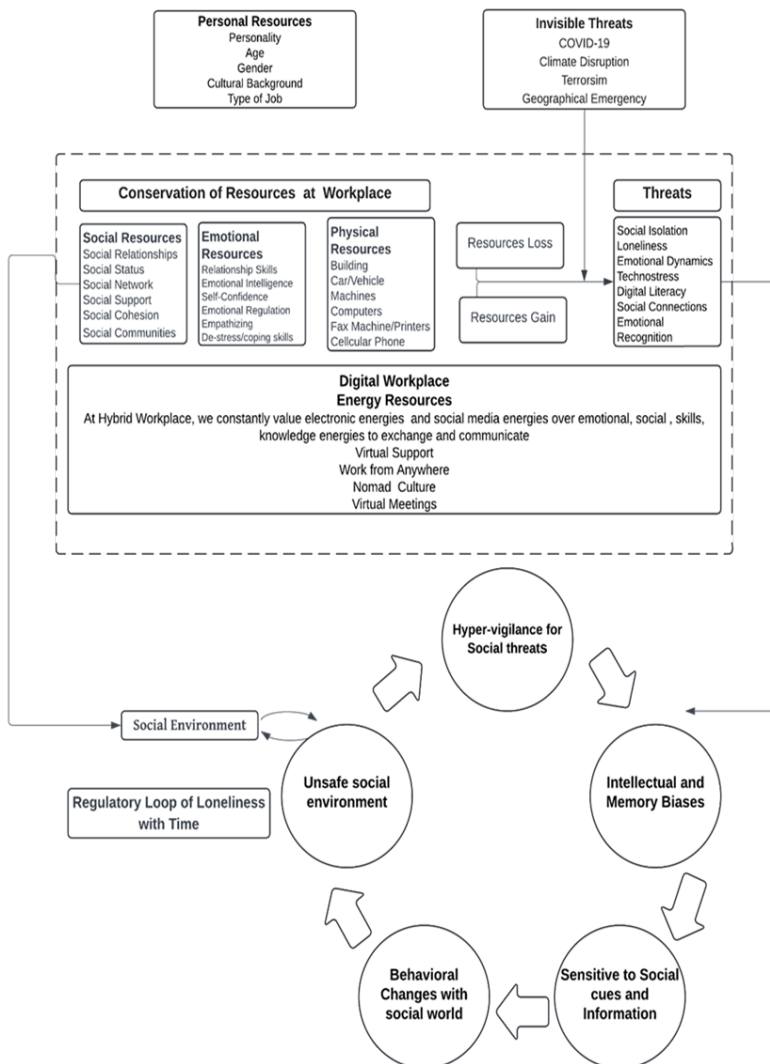 Personal Resources
Personality
Age
Gender
Cultural Background
Type of Job
Invisible Threats
COVID-19
Climate Disruption
Terrorsim
Geographical Emergency
Conservation of Resources at Workplace
Threats
Social Resources
Social Relationships
Social Status
Social Network
Social Support
Social Cohesion
Social Communities
Emotional
Resources
Relationship Skills
Emotional Intelligence
Self-Confidence
Emotional Regulation
Empathizing
De-stress/coping skills
Physical
Resources
Building
Car/Vehicle
Machines
Computers
Fax Machine/Printers
Cellcular Phone
Resources Loss
Resources Gain
Social Isolation
Loneliness
Emotional Dynamics
Technostress
Digital Literacy
Social Connections
Emotional
Recognition
Digital Workplace
Energy Resources
At Hybrid Workplace, we constantly value electronic energies and social media energies over emotional, social , skills,
knowledge energies to exchange and communicate
Virtual Support
Work from Anywhere
Nomad Culture
Virtual Meetings
Hyper-vigilance for
Social threats
Social Environment
Unsafe social
environment
Intellectual and
Memory Biases
Regulatory Loop of Loneliness
with Time
Behavioral
Changes with
social world
Sensitive to Social
cues and
Information